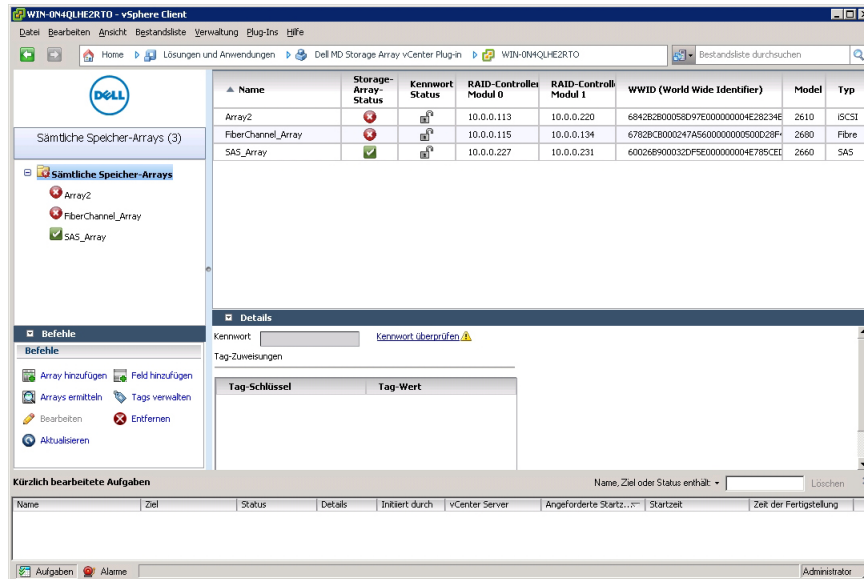 WIN-0N4QLHE2RTO - vSphere Client
Datei Bearbeiten Ansicht Bestandsliste Verwaltung Plug-Ins Hilfe
Home Lösungen und Anwendungen Dell MD Storage Array vCenter Plug-in WIN-0N4QLHE2RTO Bestandsliste durchsuchen
DELL
Sämtliche Speicher-Arrays (3)
Sämtliche Speicher-Arrays
Array2
FiberChannel_Array
SAS_Array
Name Storage-Array-Status Kennwort Status RAID-Controller Modul 0 RAID-Controll Modul 1 WWID (World Wide Identifier) Model Typ
Array2 10.0.0.113 10.0.0.220 6842B2B00058D97E000000004E28234E 2610 iSCSI
FiberChannel_Array 10.0.0.115 10.0.0.134 6782BCB000247A5600000000500D28F4 2680 Fibre
SAS_Array 10.0.0.227 10.0.0.231 60026B900032DF5E000000004E785CED 2660 SAS
Befehle
Befehle
Array hinzufügen Feld hinzufügen
Arrays ermitteln Tags verwalten
Bearbeiten Entfernen
Aktualisieren
Details
Kennwort Kennwort überprüfen
Tag-Zuweisungen
Tag-Schlüssel Tag-Wert
Kürzlich bearbeitete Aufgaben Name, Ziel oder Status enthält: Löschen
Name Ziel Status Details Initiiert durch vCenter Server Angeforderte Startz... Startzeit Zeit der Fertigstellung
Aufgaben Alarme Administrator